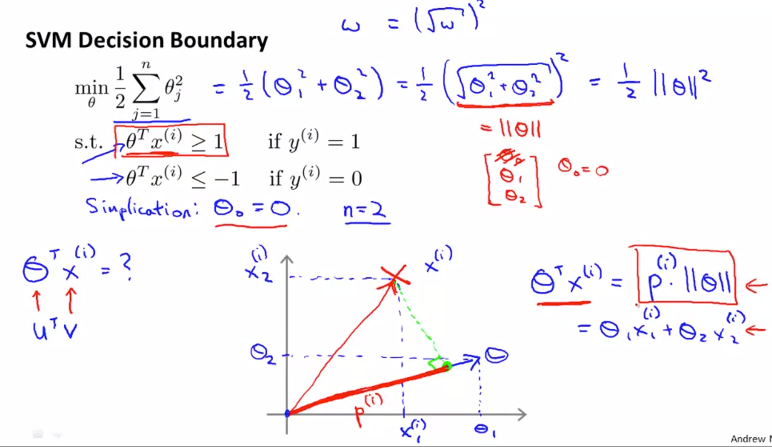 ω = (√ω)²
SVM Decision Boundary
min_θ 1/2 ∑_{j=1}^{n} θ_j² = 1/2 (θ₁² + θ₂²) = 1/2 (√(θ₁² + θ₂²))² = 1/2 ||θ||²
= ||θ||
s.t. θᵀx⁽ⁱ⁾ ≥ 1 if y⁽ⁱ⁾ = 1
θᵀx⁽ⁱ⁾ ≤ −1 if y⁽ⁱ⁾ = 0
[θ₀ θ₁ θ₂] θ₀ = 0
Simplication: θ₀ = 0. n=2
θᵀx⁽ⁱ⁾ = ?
uᵀv
x₂⁽ⁱ⁾
x⁽ⁱ⁾
θ₂
θ
p⁽ⁱ⁾
x₁⁽ⁱ⁾
θ₁
θᵀx⁽ⁱ⁾ = p⁽ⁱ⁾ · ||θ|| ←
= θ₁x₁⁽ⁱ⁾ + θ₂x₂⁽ⁱ⁾ ←
Andrew N